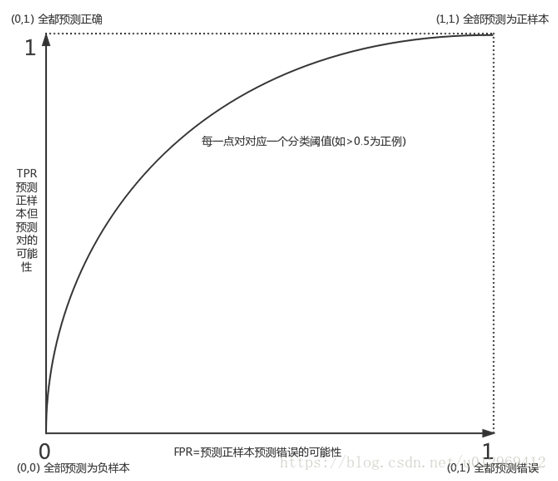 (0,1) 全部预测正确
(1,1) 全部预测为正样本
1
每一点对对应一个分类阈值(如>0.5为正例)
TPR
预测
正样
本但
预测
对的
可能
性
0
FPR=预测正样本预测错误的可能性
1
(0,0) 全部预测为负样本
(0,1) 全部预测错误
https://blog.csdn.net/u013969412